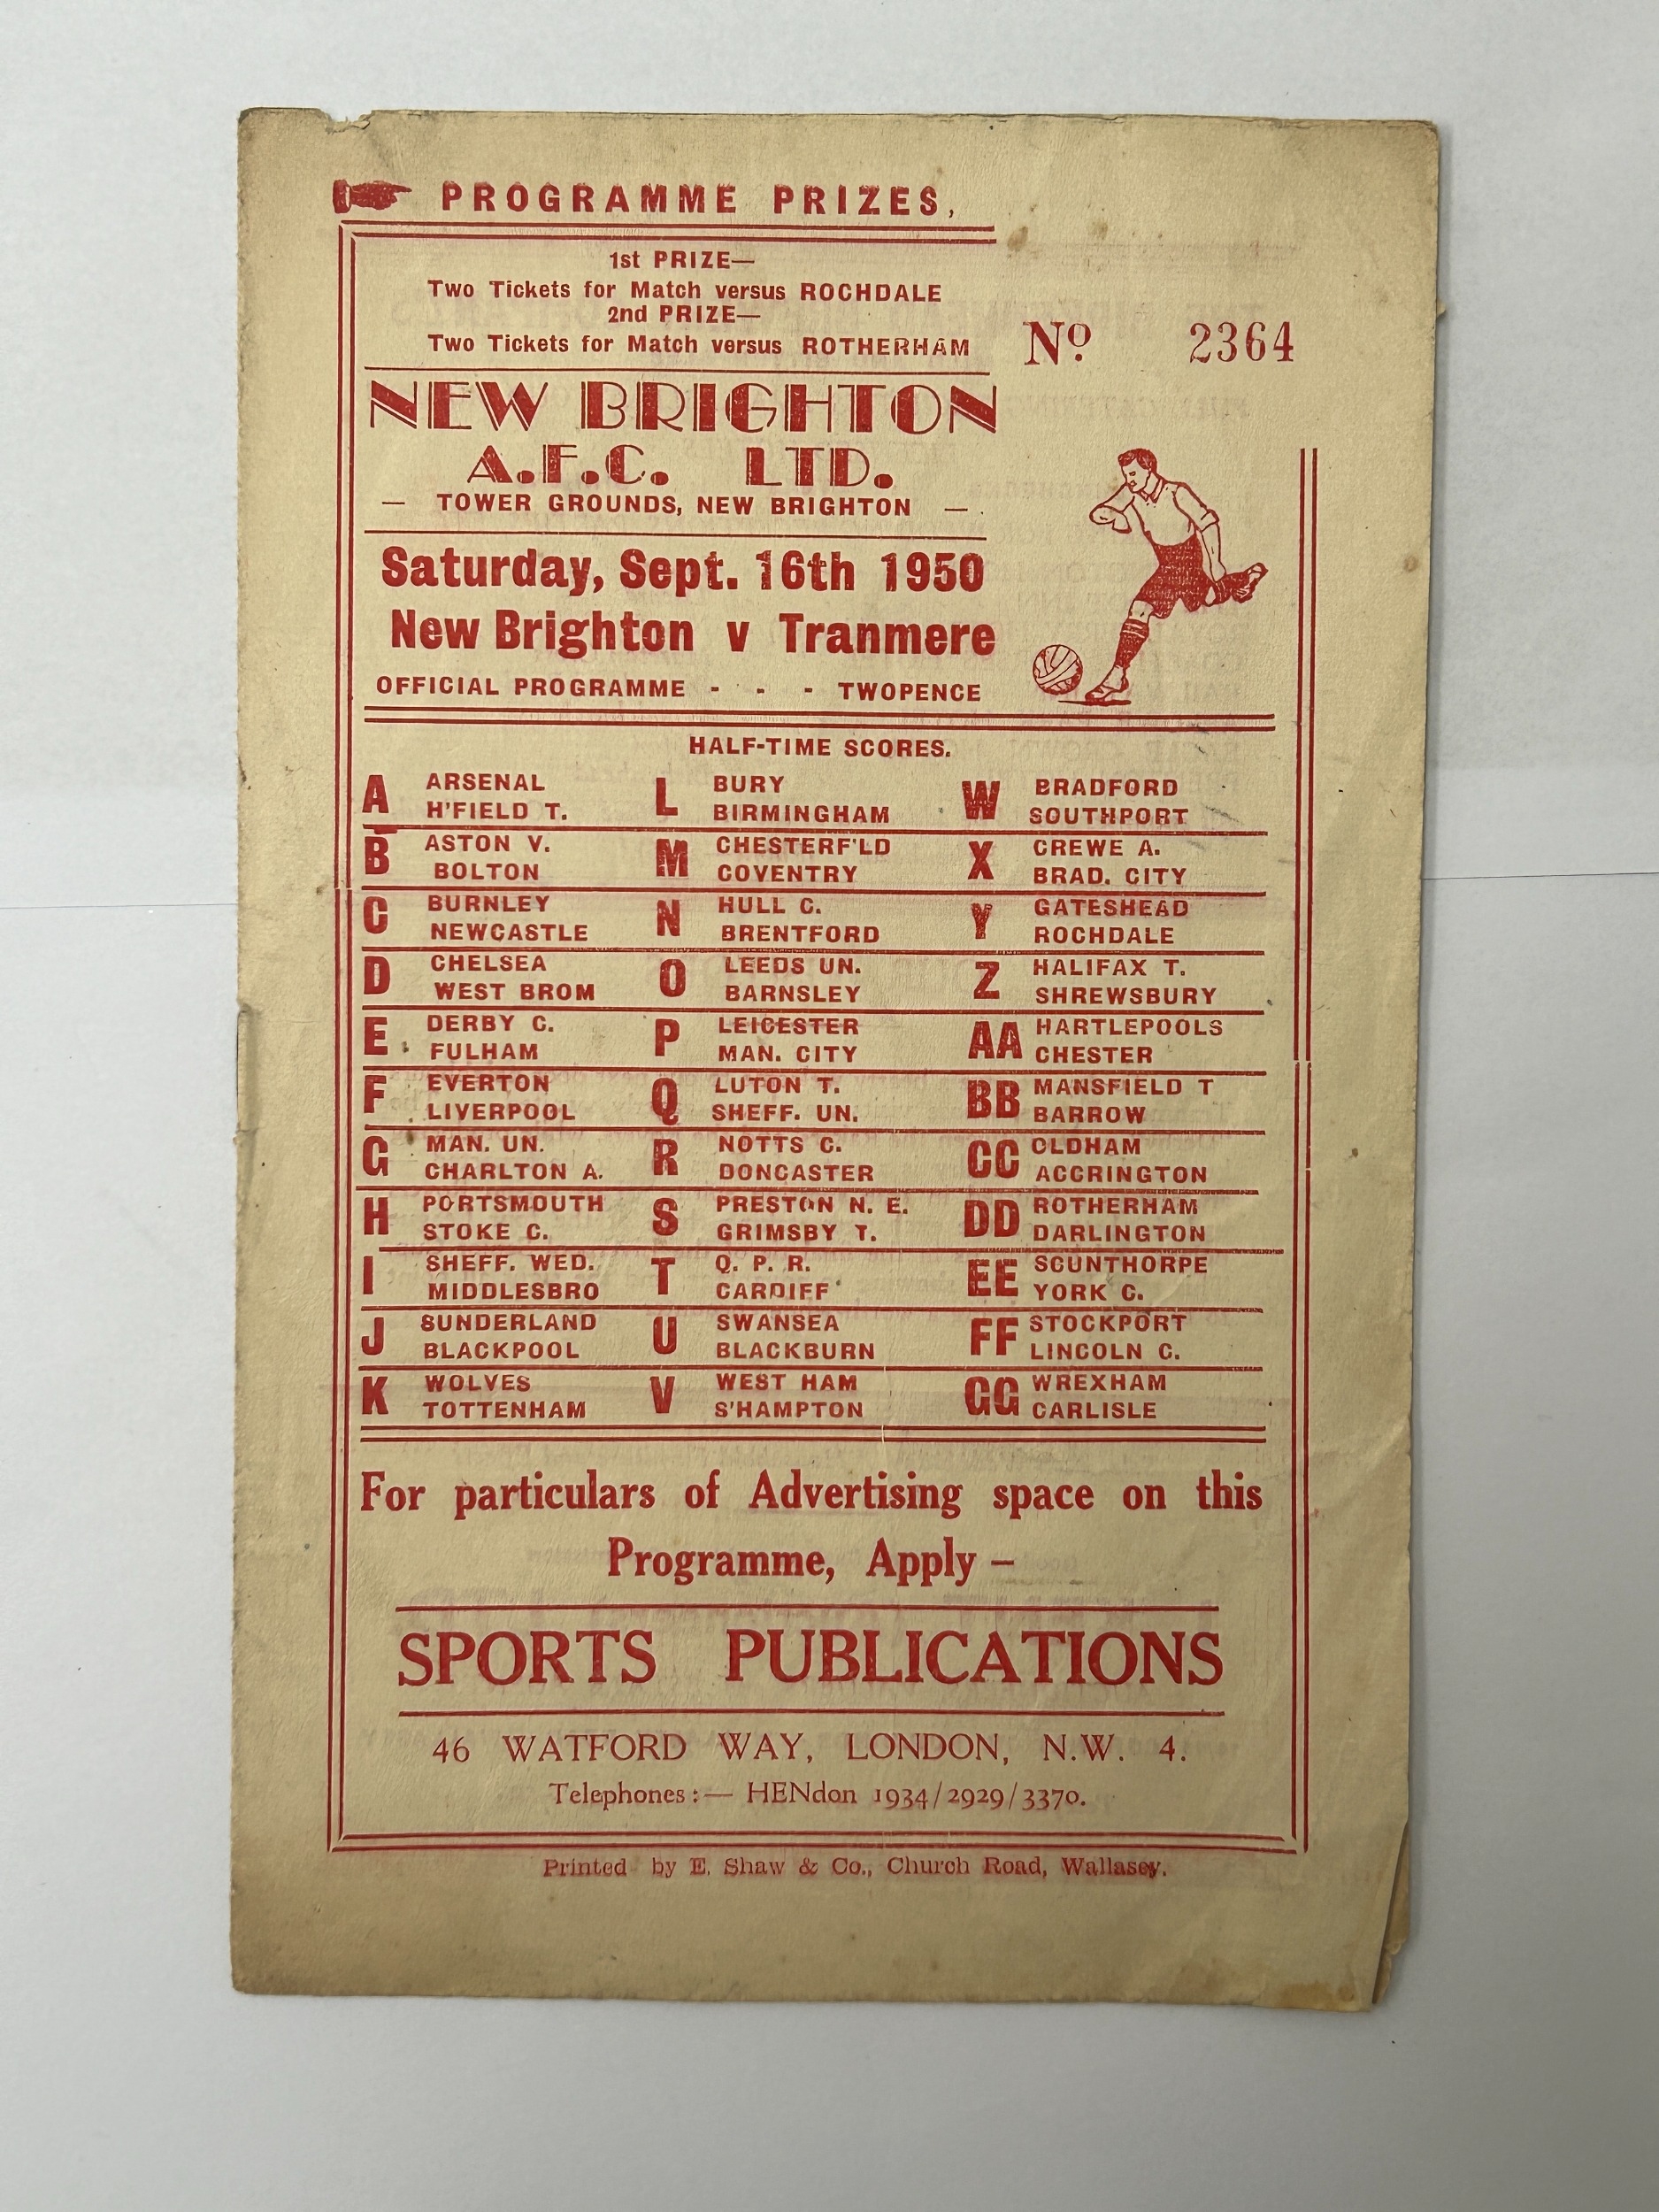 PROGRAMME PRIZES,
1st PRIZE—
Two Tickets for Match versus ROCHDALE
2nd PRIZE—
Two Tickets for Match versus ROTHERHAM
Nº 2364
NEW BRIGHTON
A.F.C. LTD.
— TOWER GROUNDS, NEW BRIGHTON —
Saturday, Sept. 16th 1950
New Brighton v Tranmere
OFFICIAL PROGRAMME - - - TWOPENCE
HALF-TIME SCORES.
A ARSENAL
H'FIELD T.
B ASTON V.
BOLTON
C BURNLEY
NEWCASTLE
D CHELSEA
WEST BROM
E DERBY C.
FULHAM
F EVERTON
LIVERPOOL
G MAN. UN.
CHARLTON A.
H PORTSMOUTH
STOKE C.
I SHEFF. WED.
MIDDLESBRO
J SUNDERLAND
BLACKPOOL
K WOLVES
TOTTENHAM
L BURY
BIRMINGHAM
M CHESTERF'LD
COVENTRY
N HULL C.
BRENTFORD
O LEEDS UN.
BARNSLEY
P LEICESTER
MAN. CITY
Q LUTON T.
SHEFF. UN.
R NOTTS C.
DONCASTER
S PRESTON N. E.
GRIMSBY T.
T Q. P. R.
CARDIFF
U SWANSEA
BLACKBURN
V WEST HAM
S'HAMPTON
W BRADFORD
SOUTHPORT
X CREWE A.
BRAD. CITY
Y GATESHEAD
ROCHDALE
Z HALIFAX T.
SHREWSBURY
AA HARTLEPOOLS
CHESTER
BB MANSFIELD T
BARROW
CC OLDHAM
ACCRINGTON
DD ROTHERHAM
DARLINGTON
EE SCUNTHORPE
YORK C.
FF STOCKPORT
LINCOLN C.
GG WREXHAM
CARLISLE
For particulars of Advertising space on this
Programme, Apply –
SPORTS PUBLICATIONS
46 WATFORD WAY, LONDON, N.W. 4.
Telephones:— HENdon 1934/2929/3370.
Printed by E. Shaw & Co., Church Road, Wallasey.